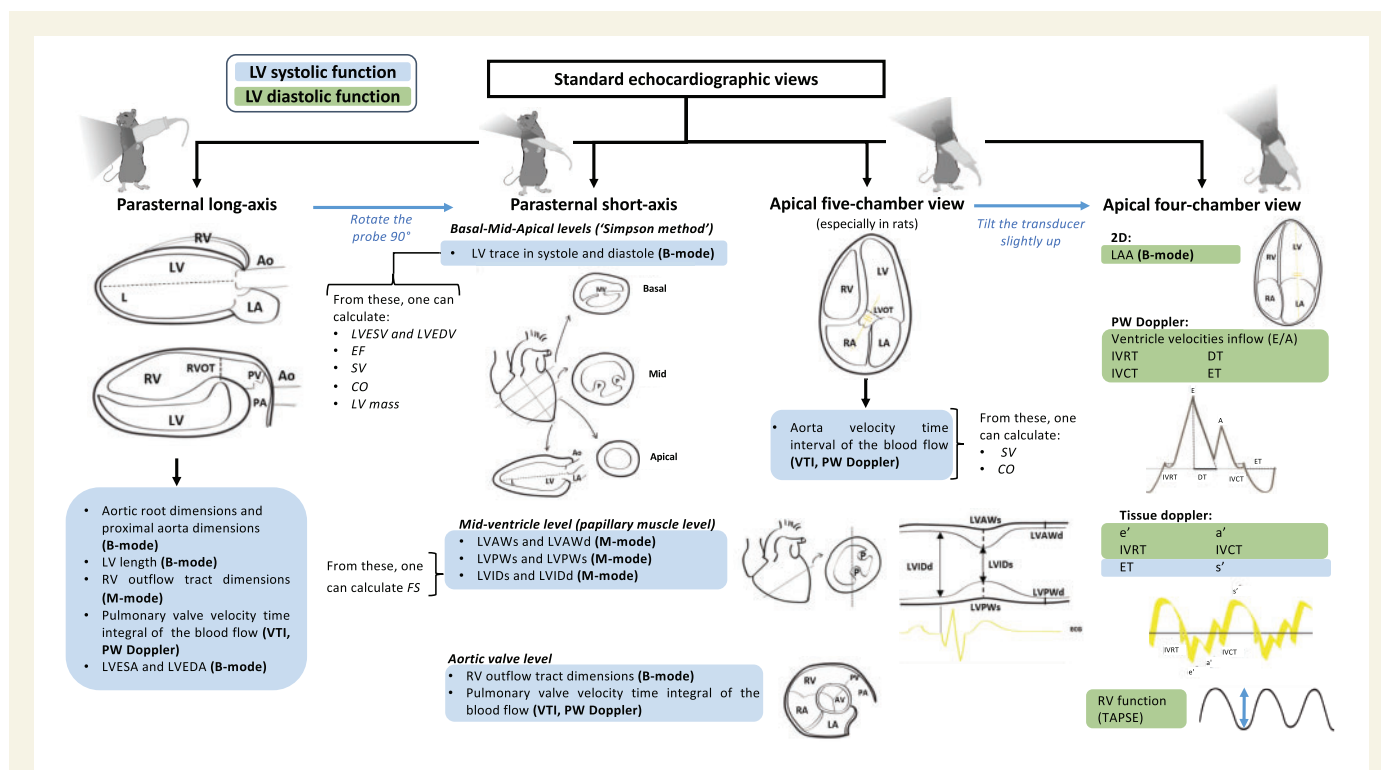 LV systolic function
LV diastolic function
Standard echocardiographic views
Parasternal long-axis
Rotate the
probe 90°
RV
Ao
LV
L
LA
RV
RVOT
PV
Ao
PA
LV
• Aortic root dimensions and
proximal aorta dimensions
(B-mode)
• LV length (B-mode)
• RV outflow tract dimensions
(M-mode)
• Pulmonary valve velocity time
integral of the blood flow (VTI,
PW Doppler)
• LVESA and LVEDA (B-mode)
Parasternal short-axis
Basal-Mid-Apical levels (‘Simpson method’)
• LV trace in systole and diastole (B-mode)
From these, one can
calculate:
• LVESV and LVEDV
• EF
• SV
• CO
• LV mass
MV
Basal
P
P
Mid
Apical
Ao
LV
LA
Mid-ventricle level (papillary muscle level)
• LVAWs and LVAWd (M-mode)
• LVPWs and LVPWs (M-mode)
• LVIDs and LVIDd (M-mode)
From these, one
can calculate FS
P
P
LVAWs
LVAWd
LVIDd
LVIDs
LVPWd
LVPWs
ECG
Aortic valve level
• RV outflow tract dimensions (B-mode)
• Pulmonary valve velocity time integral of the
blood flow (VTI, PW Doppler)
RV
PV
PA
AV
RA
LA
Apical five-chamber view
(especially in rats)
Tilt the transducer
slightly up
LV
RV
LVOT
RA
LA
• Aorta velocity time
interval of the blood flow
(VTI, PW Doppler)
From these, one
can calculate:
• SV
• CO
Apical four-chamber view
2D:
LAA (B-mode)
LV
RV
RA
LA
PW Doppler:
Ventricle velocities inflow (E/A)
IVRT DT
IVCT ET
E
A
ET
IVRT
DT
IVCT
Tissue doppler:
e’ a’
IVRT IVCT
ET s’
s’
IVRT
IVCT
a’
e’
RV function
(TAPSE)